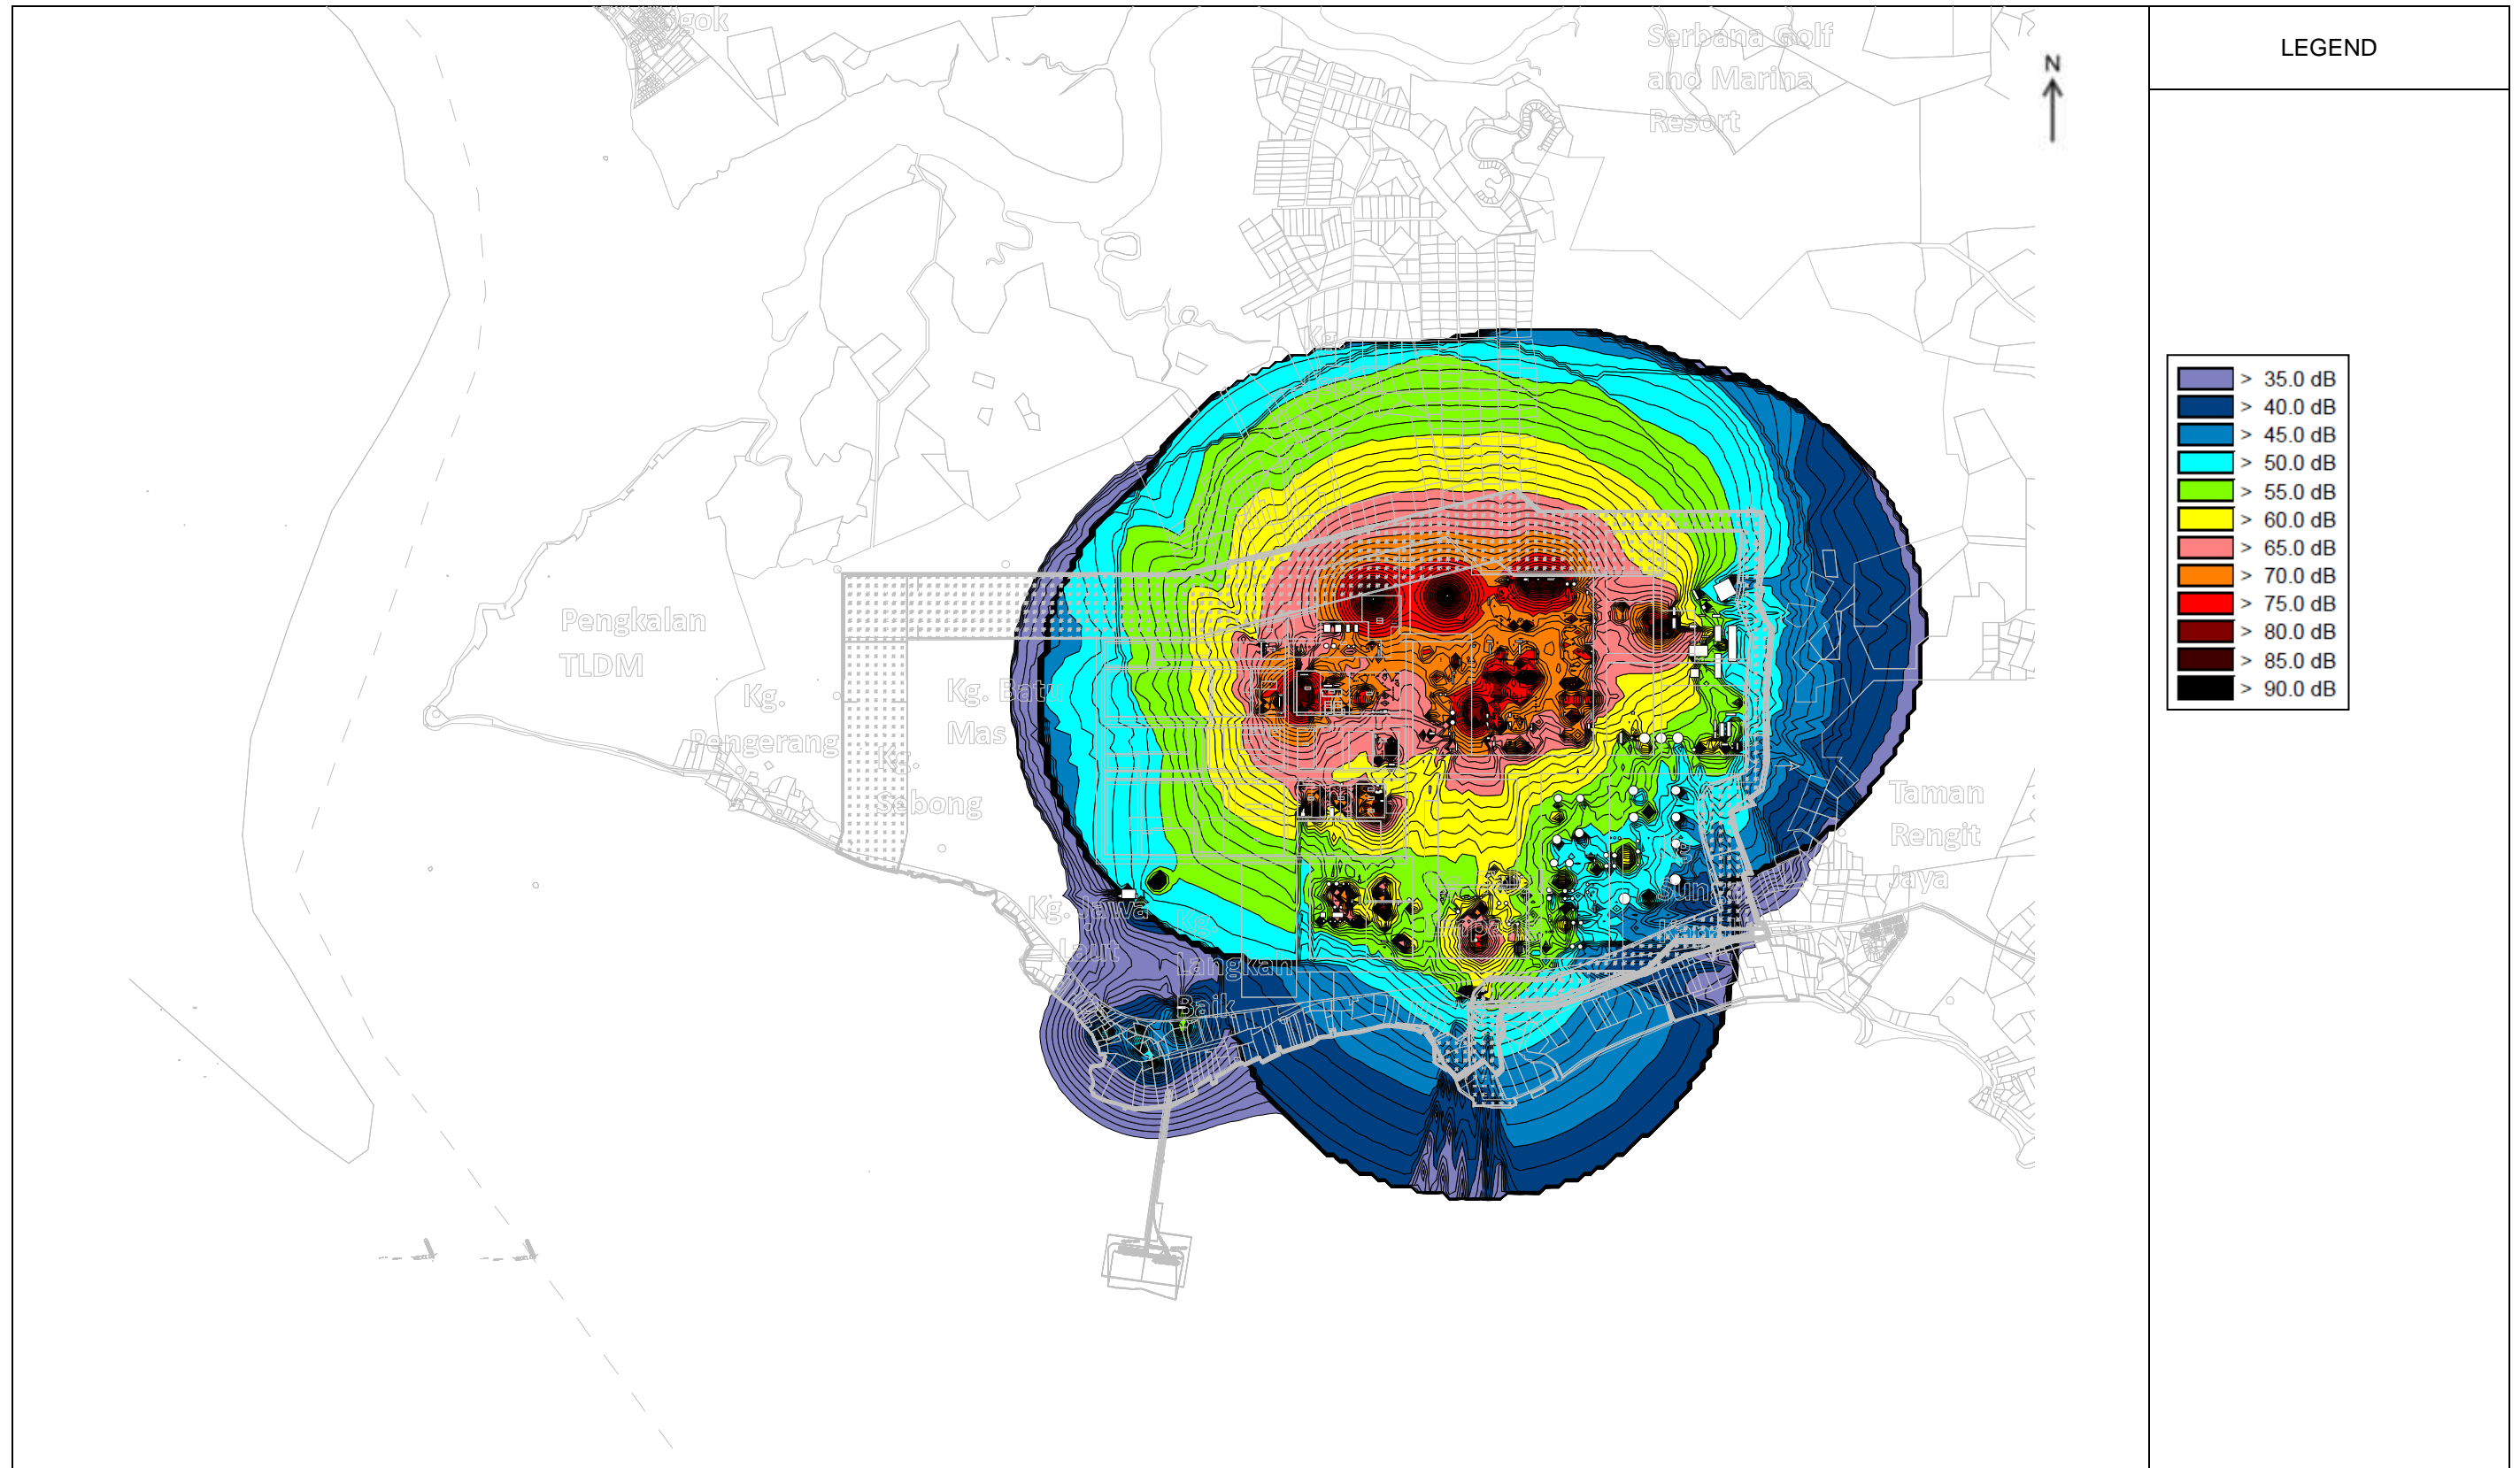 Serbana Golf
and Marina
Resort
N
LEGEND
> 35.0 dB
> 40.0 dB
> 45.0 dB
> 50.0 dB
> 55.0 dB
> 60.0 dB
> 65.0 dB
> 70.0 dB
> 75.0 dB
> 80.0 dB
> 85.0 dB
> 90.0 dB
Kg.
Pengkalan
TLDM
Kg.
Pengerang
Kg. Batu
Mas
Kg.
Sebong
Taman
Rengit
Jaya
Kg. Jawa
Laut
Kg.
Langkah
Baik